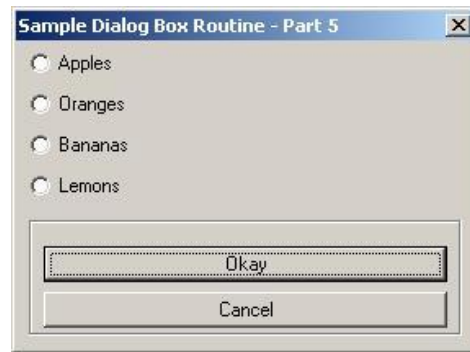 Sample Dialog Box Routine - Part 5
Apples
Oranges
Bananas
Lemons
Okay
Cancel